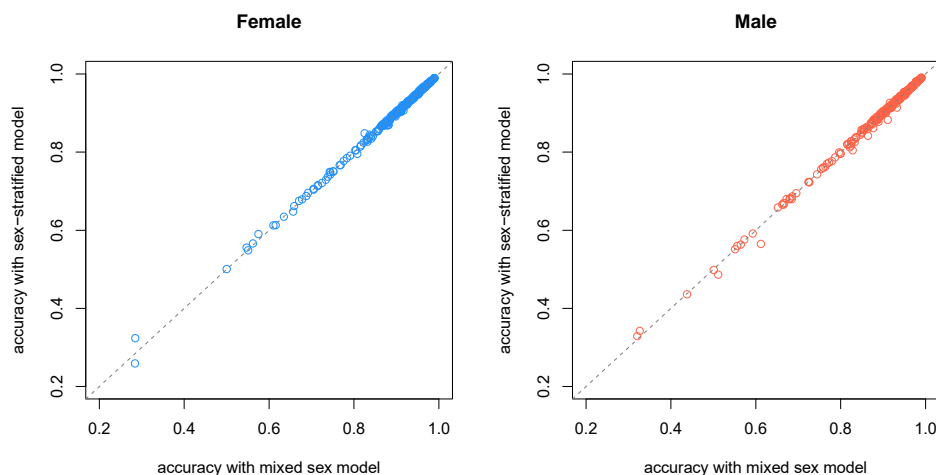 Female
accuracy with sex−stratified model
1.0
0.8
0.6
0.4
0.2
0.2 0.4 0.6 0.8 1.0
accuracy with mixed sex model
Male
accuracy with sex−stratified model
1.0
0.8
0.6
0.4
0.2
0.2 0.4 0.6 0.8 1.0
accuracy with mixed sex model